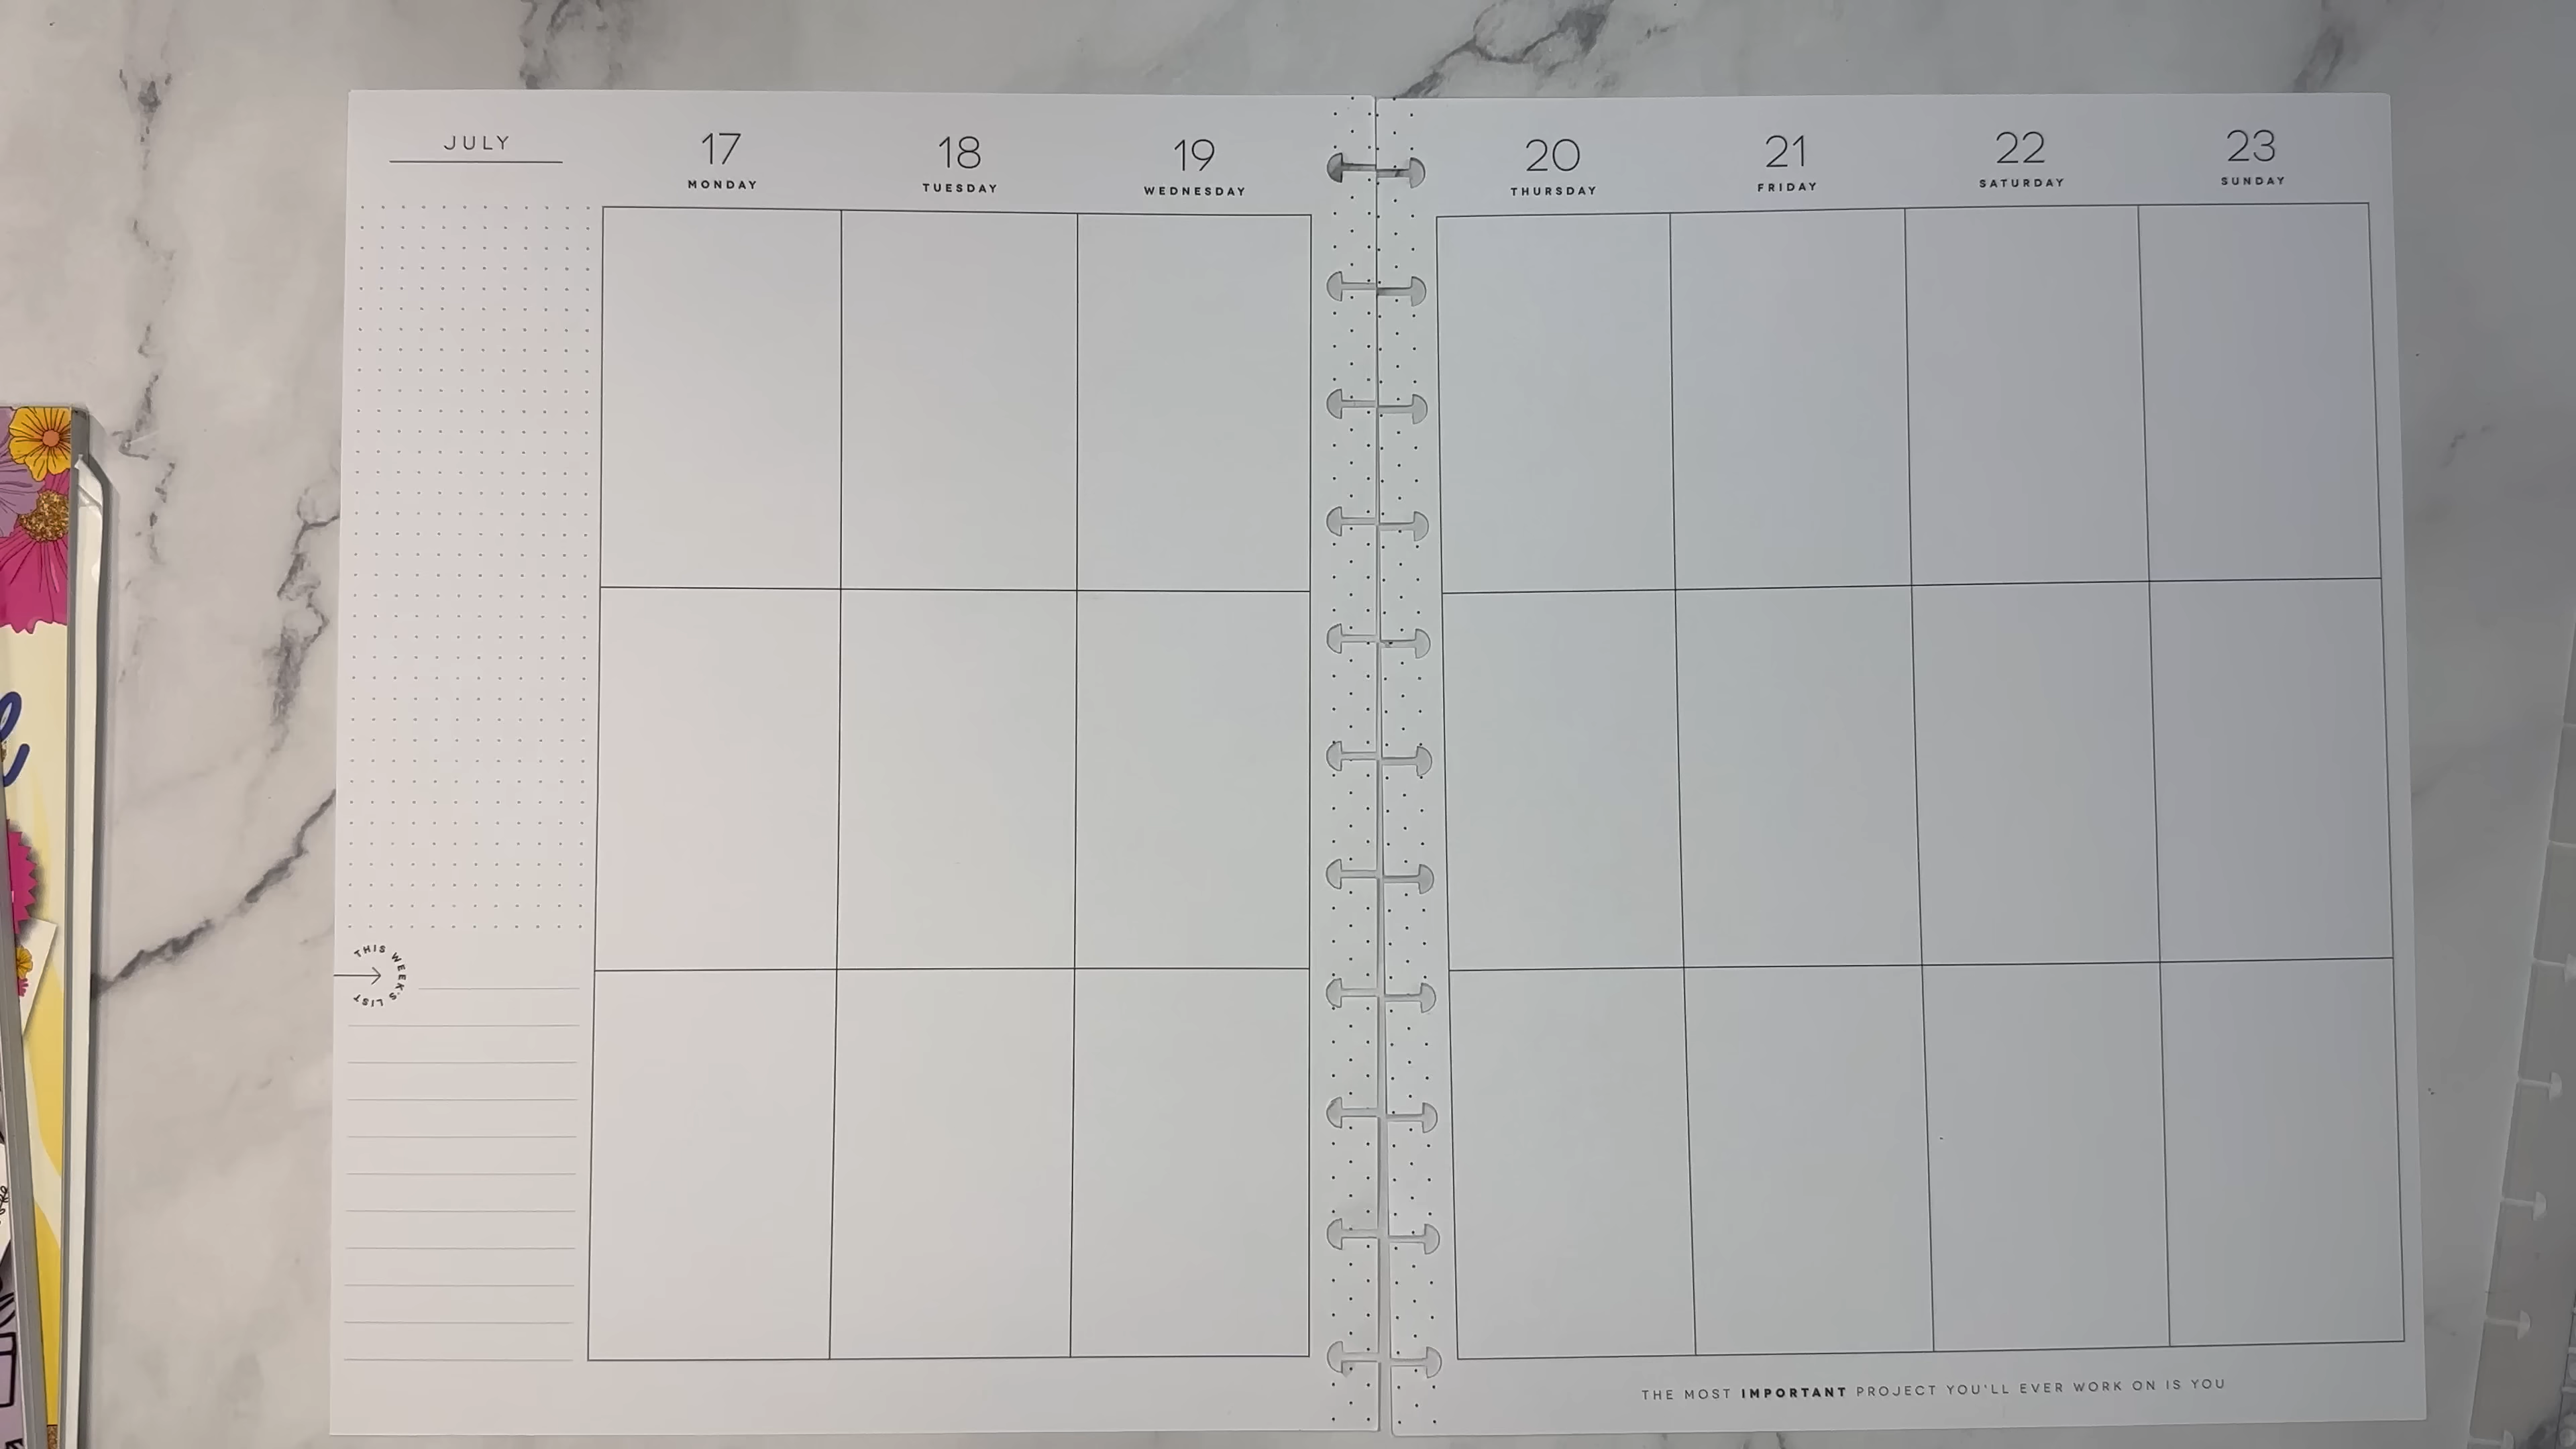 JULY
17
MONDAY
18
TUESDAY
19
WEDNESDAY
20
THURSDAY
21
FRIDAY
22
SATURDAY
23
SUNDAY
THIS WEEK'S LIST
THE MOST IMPORTANT PROJECT YOU'LL EVER WORK ON IS YOU